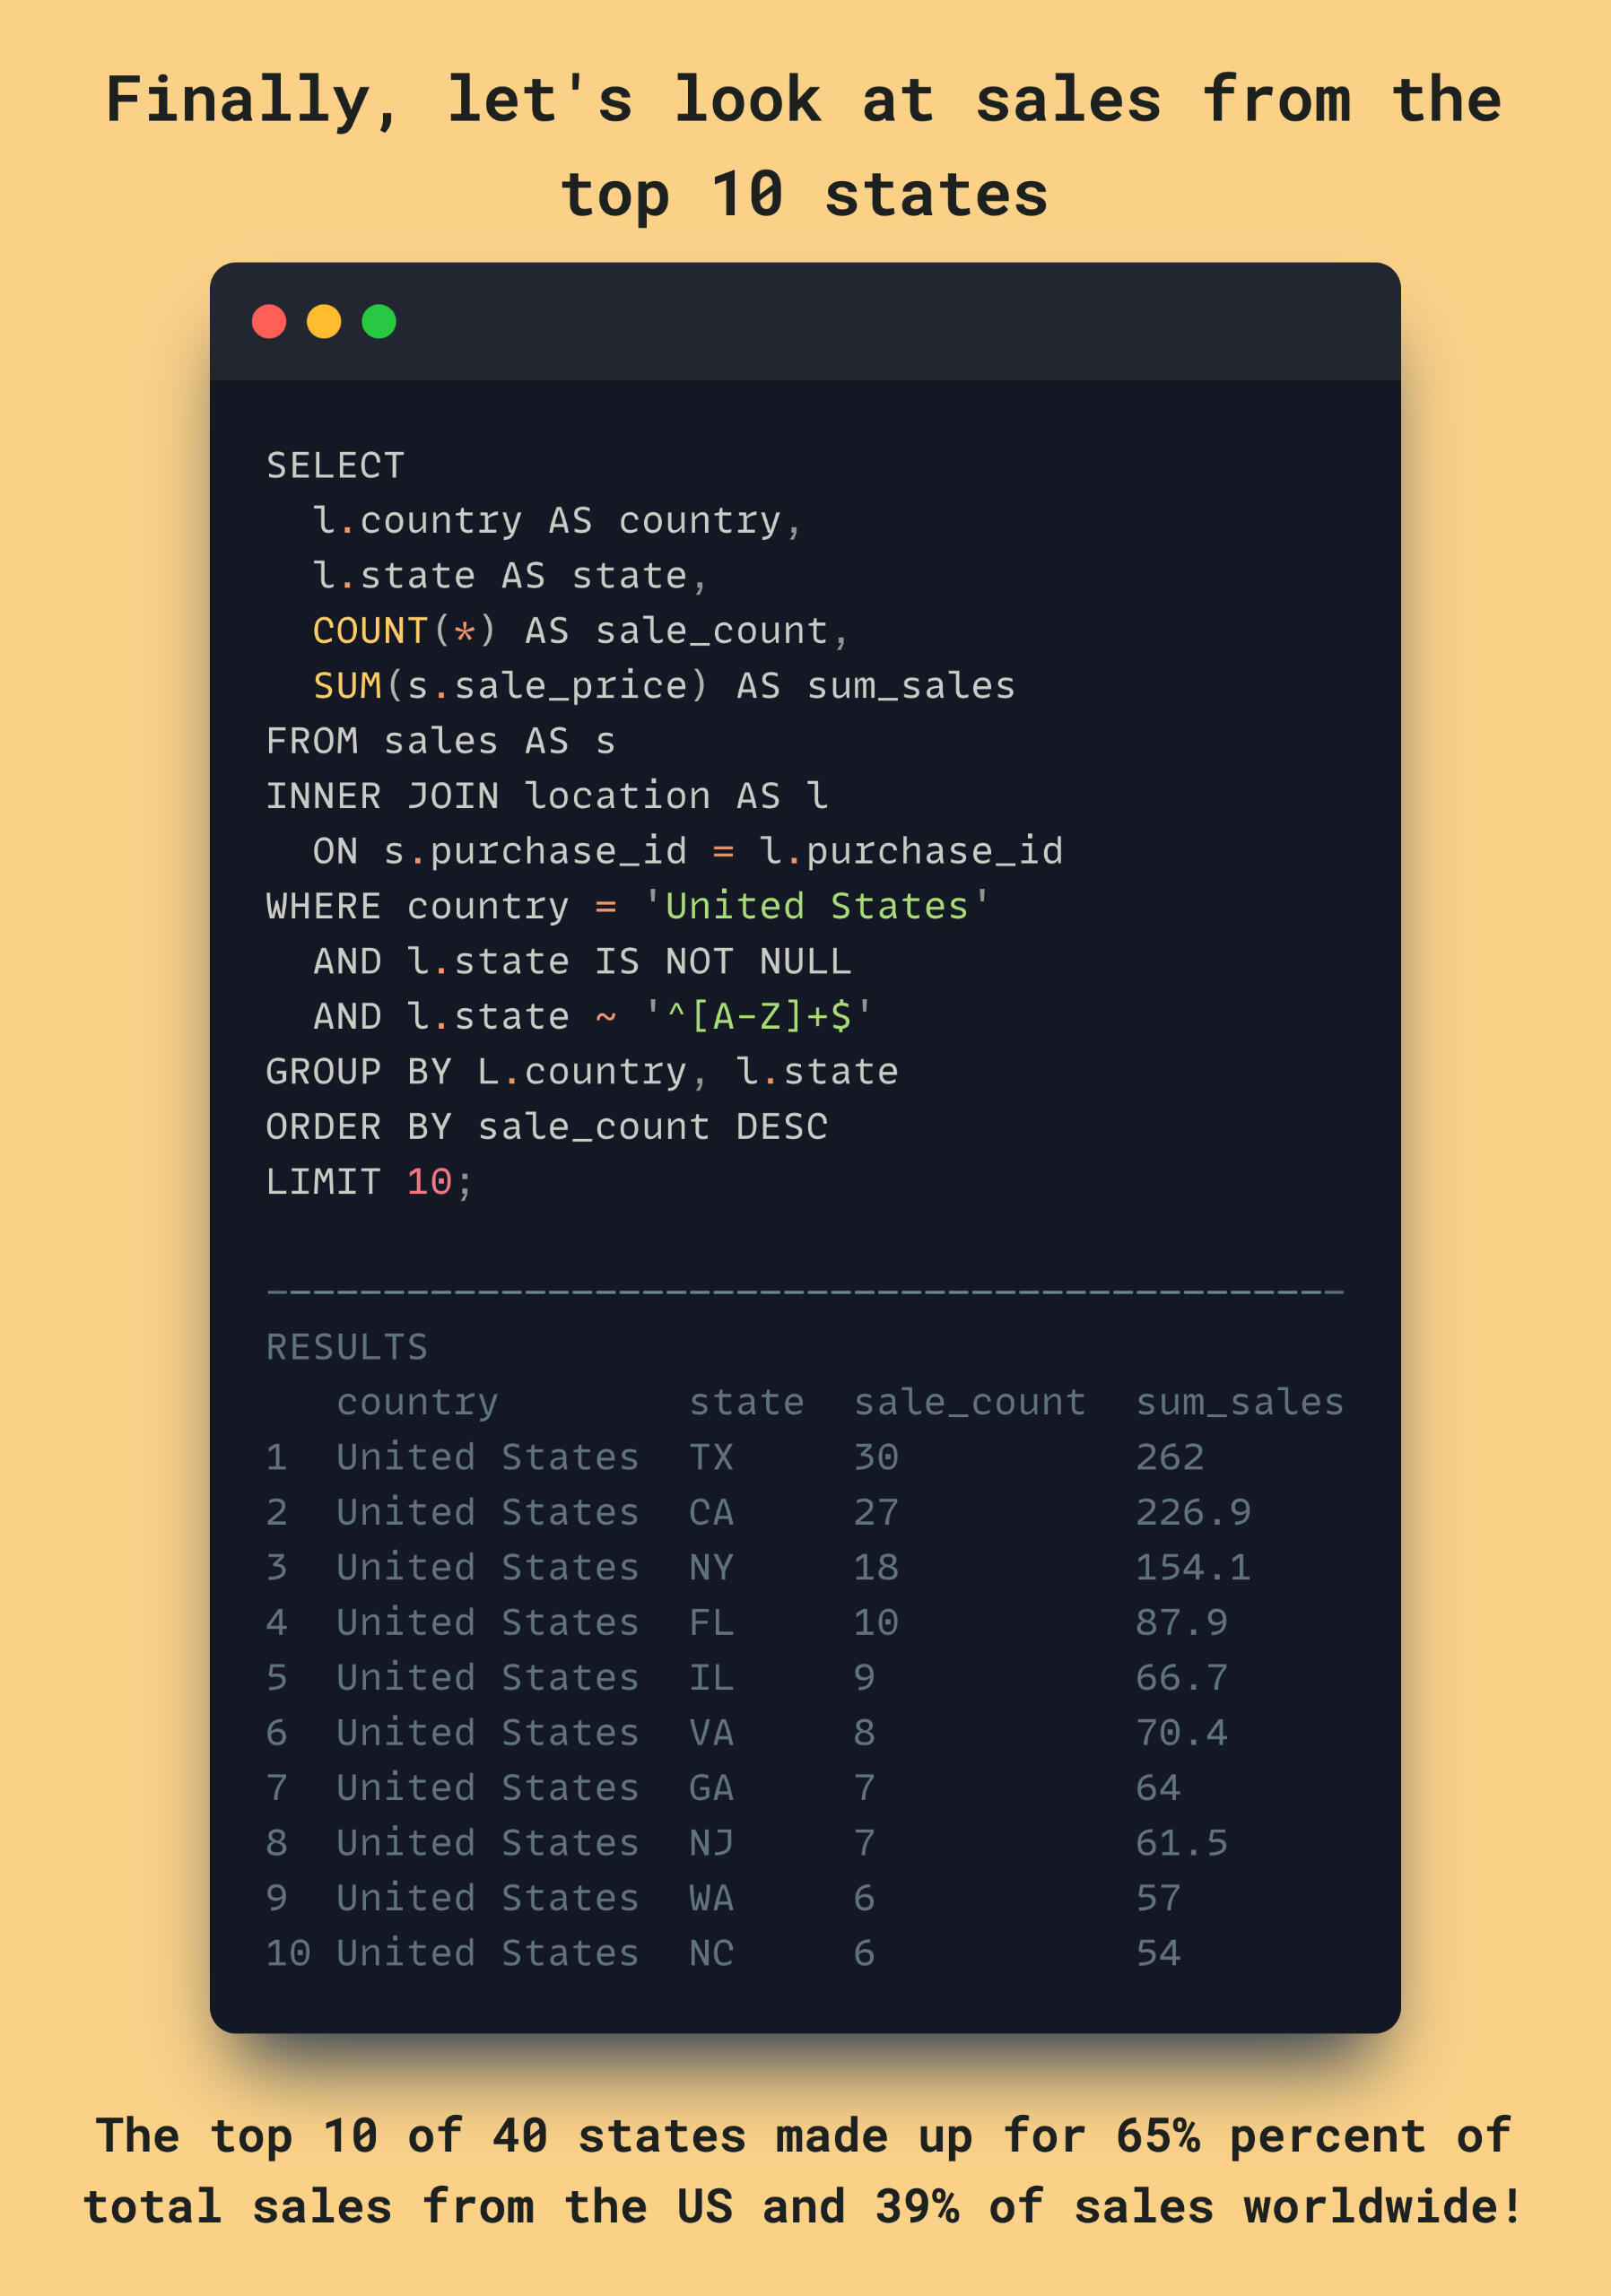 Finally, let's look at sales from the
top 10 states
SELECT
  l.country AS country,
  l.state AS state,
  COUNT(*) AS sale_count,
  SUM(s.sale_price) AS sum_sales
FROM sales AS s
INNER JOIN location AS l
  ON s.purchase_id = l.purchase_id
WHERE country = 'United States'
  AND l.state IS NOT NULL
  AND l.state ~ '^[A-Z]+$'
GROUP BY L.country, l.state
ORDER BY sale_count DESC
LIMIT 10;
----------------------------------------------
RESULTS
   country        state  sale_count  sum_sales
1  United States  TX     30          262
2  United States  CA     27          226.9
3  United States  NY     18          154.1
4  United States  FL     10          87.9
5  United States  IL     9           66.7
6  United States  VA     8           70.4
7  United States  GA     7           64
8  United States  NJ     7           61.5
9  United States  WA     6           57
10 United States  NC     6           54
The top 10 of 40 states made up for 65% percent of
total sales from the US and 39% of sales worldwide!